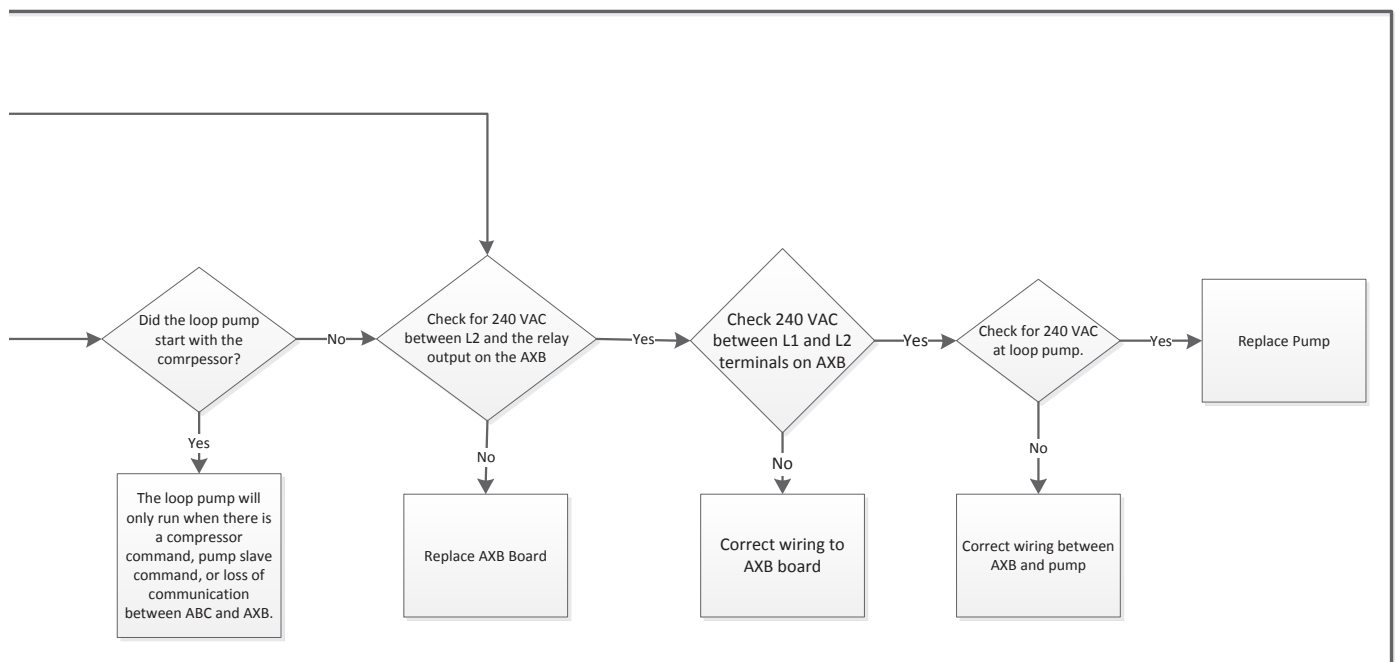 Did the loop pump
start with the
comrpessor?
No
Check for 240 VAC
between L2 and the relay
output on the AXB
Yes
Check 240 VAC
between L1 and L2
terminals on AXB
Yes
Check for 240 VAC
at loop pump.
Yes
Replace Pump
Yes
No
No
No
The loop pump will
only run when there is
a compressor
command, pump slave
command, or loss of
communication
between ABC and AXB.
Replace AXB Board
Correct wiring to
AXB board
Correct wiring between
AXB and pump